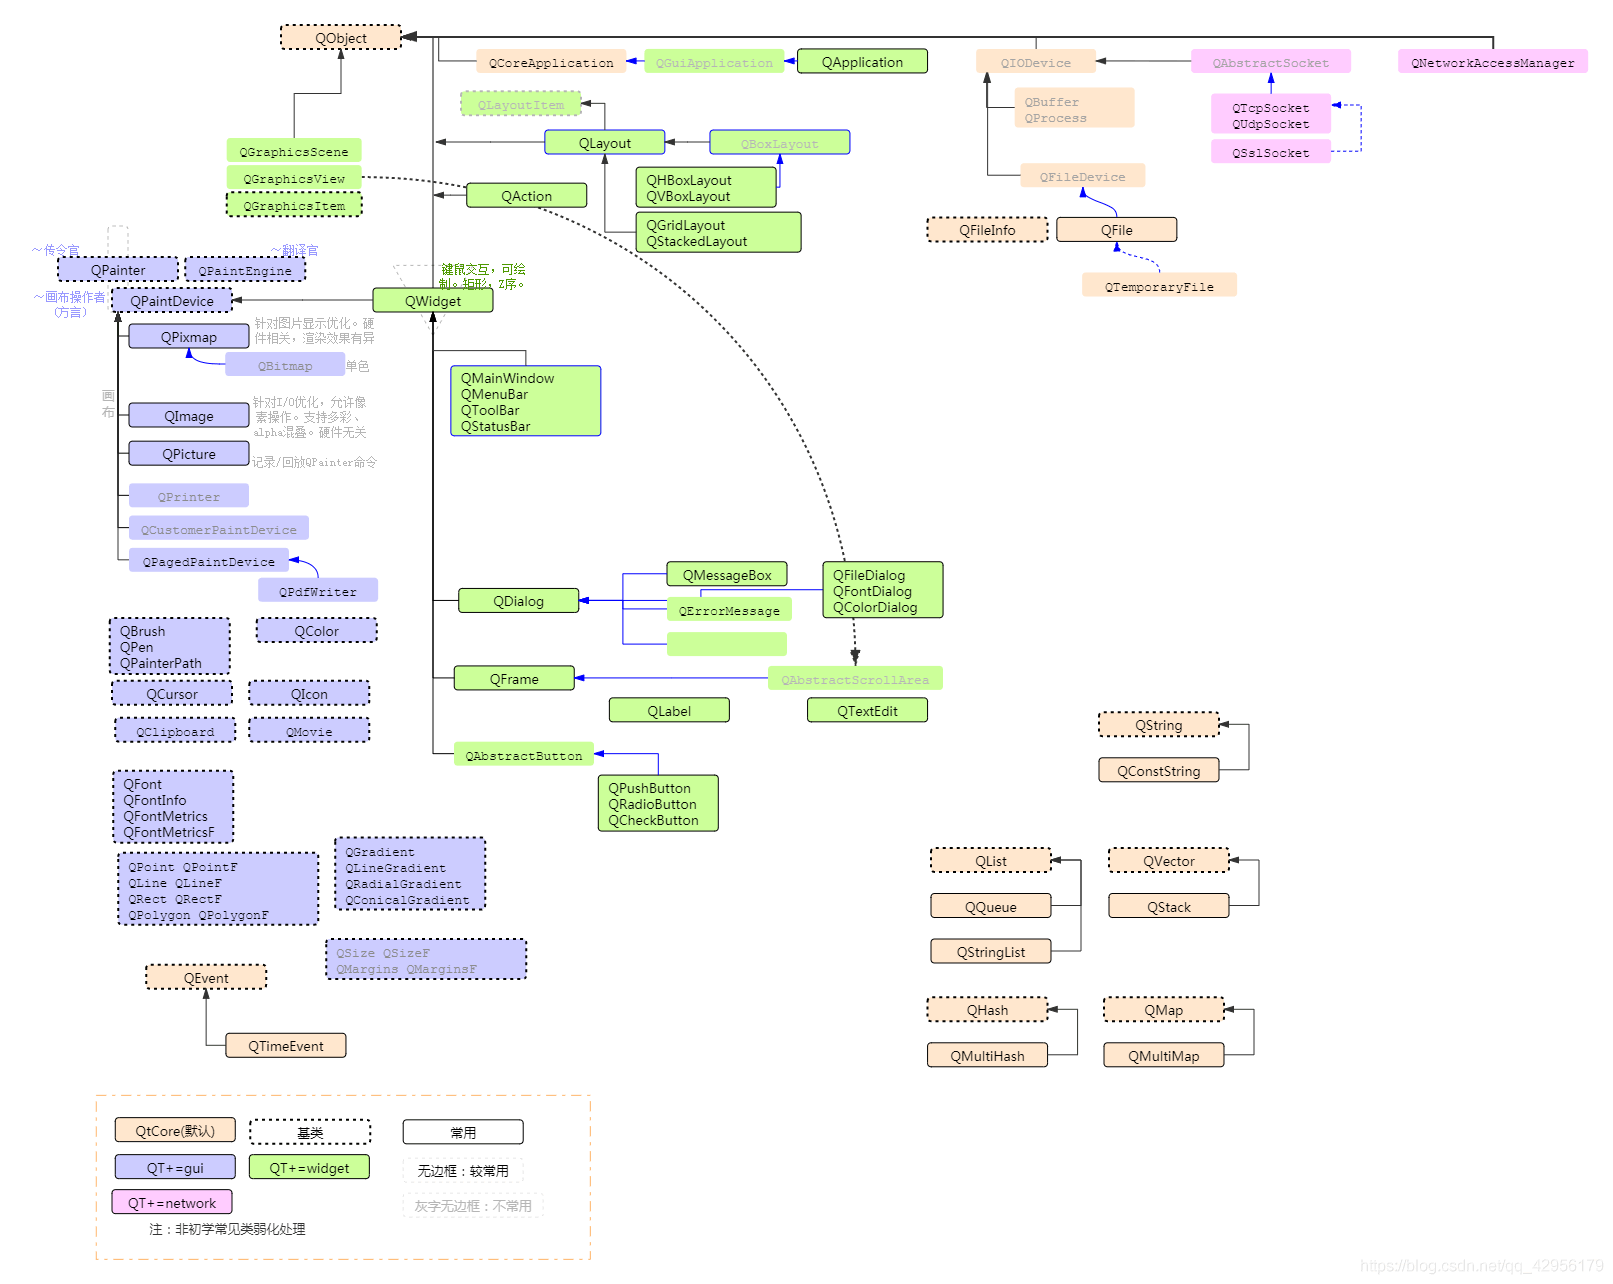 QObject
QCoreApplication
QGuiApplication
QApplication
QIODevice
QAbstractSocket
QNetworkAccessManager
QLayoutItem
QBuffer
QProcess
QTcpSocket
QUdpSocket
QGraphicsScene
QLayout
QBoxLayout
QSslSocket
QGraphicsView
QAction
QHBoxLayout
QVBoxLayout
QFileDevice
QGraphicsItem
QGridLayout
QStackedLayout
QFileInfo
QFile
～传令官
～翻译官
QPainter
QPaintEngine
键鼠交互，可绘
制。矩形，Z序。
QTemporaryFile
～画布操作者
(方言)
QPaintDevice
QWidget
QPixmap
针对图片显示优化。硬
件相关，渲染效果有异
QBitmap
单色
QMainWindow
QMenuBar
QToolBar
QStatusBar
画
布
QImage
针对I/O优化，允许像
素操作。支持多彩、
alpha混叠。硬件无关
QPicture
记录/回放QPainter命令
QPrinter
QCustomerPaintDevice
QPagedPaintDevice
QPdfWriter
QDialog
QMessageBox
QErrorMessage
QFileDialog
QFontDialog
QColorDialog
QBrush
QPen
QPainterPath
QColor
QFrame
QAbstractScrollArea
QCursor
QIcon
QLabel
QTextEdit
QClipboard
QMovie
QString
QAbstractButton
QConstString
QFont
QFontInfo
QFontMetrics
QFontMetricsF
QPushButton
QRadioButton
QCheckButton
QPoint QPointF
QLine QLineF
QRect QRectF
QPolygon QPolygonF
QGradient
QLineGradient
QRadialGradient
QConicalGradient
QList
QVector
QQueue
QStack
QStringList
QSize QSizeF
QMargins QMarginsF
QEvent
QHash
QMap
QTimeEvent
QMultiHash
QMultiMap
QtCore(默认)
基类
常用
QT+=gui
QT+=widget
无边框：较常用
QT+=network
灰字无边框：不常用
注：非初学常见类弱化处理
https://blog.csdn.net/qq_42956179